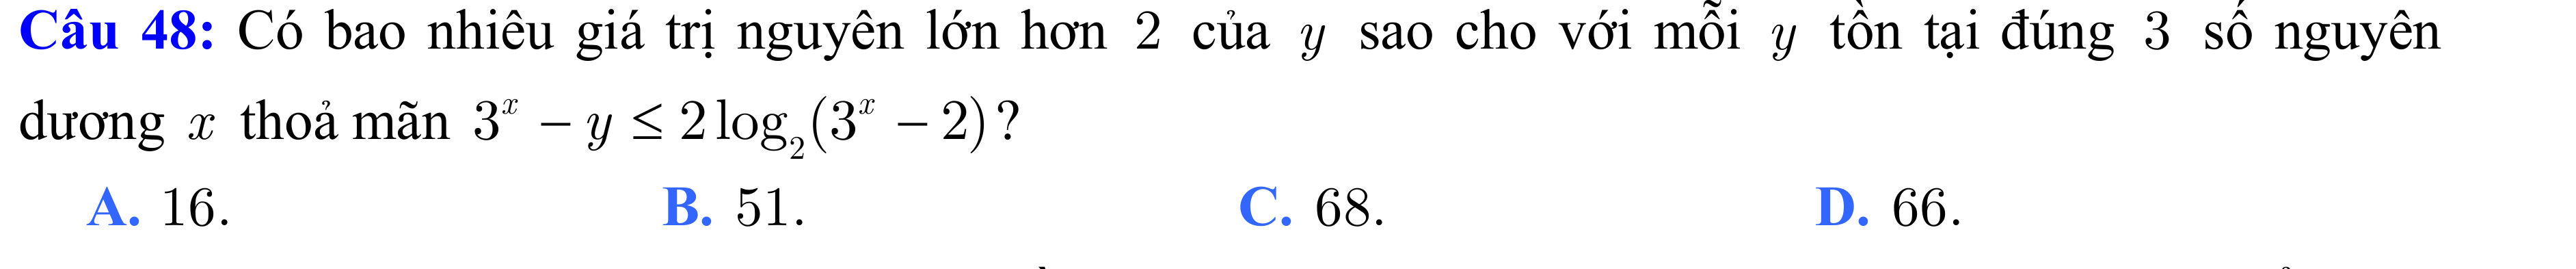 Câu 48: Có bao nhiêu giá trị nguyên lớn hơn 2 của y sao cho với mỗi y tồn tại đúng 3 số nguyên
dương x thoả mãn 3^x − y ≤ 2 log_2(3^x − 2)?
A. 16. B. 51. C. 68. D. 66.